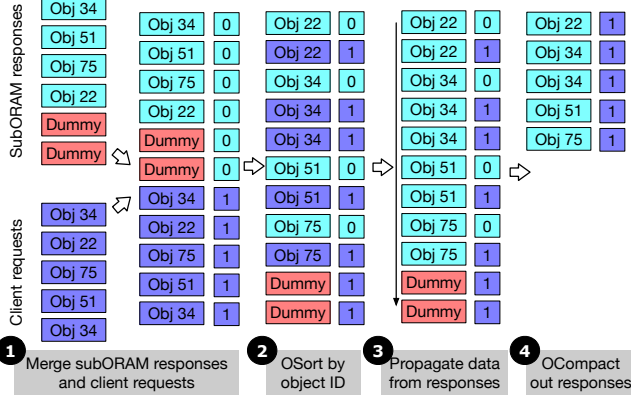 SubORAM responses
Obj 34
Obj 51
Obj 75
Obj 22
Dummy
Dummy
Client requests
Obj 34
Obj 22
Obj 75
Obj 51
Obj 34
Obj 34 0
Obj 51 0
Obj 75 0
Obj 22 0
Dummy 0
Dummy 0
Obj 34 1
Obj 22 1
Obj 75 1
Obj 51 1
Obj 34 1
Obj 22 0
Obj 22 1
Obj 34 0
Obj 34 1
Obj 34 1
Obj 51 0
Obj 51 1
Obj 75 0
Obj 75 1
Dummy 1
Dummy 1
Obj 22 0
Obj 22 1
Obj 34 0
Obj 34 1
Obj 34 1
Obj 51 0
Obj 51 1
Obj 75 0
Obj 75 1
Dummy 1
Dummy 1
Obj 22 1
Obj 34 1
Obj 34 1
Obj 51 1
Obj 75 1
1
Merge subORAM responses
and client requests
2
OSort by
object ID
3
Propagate data
from responses
4
OCompact
out responses